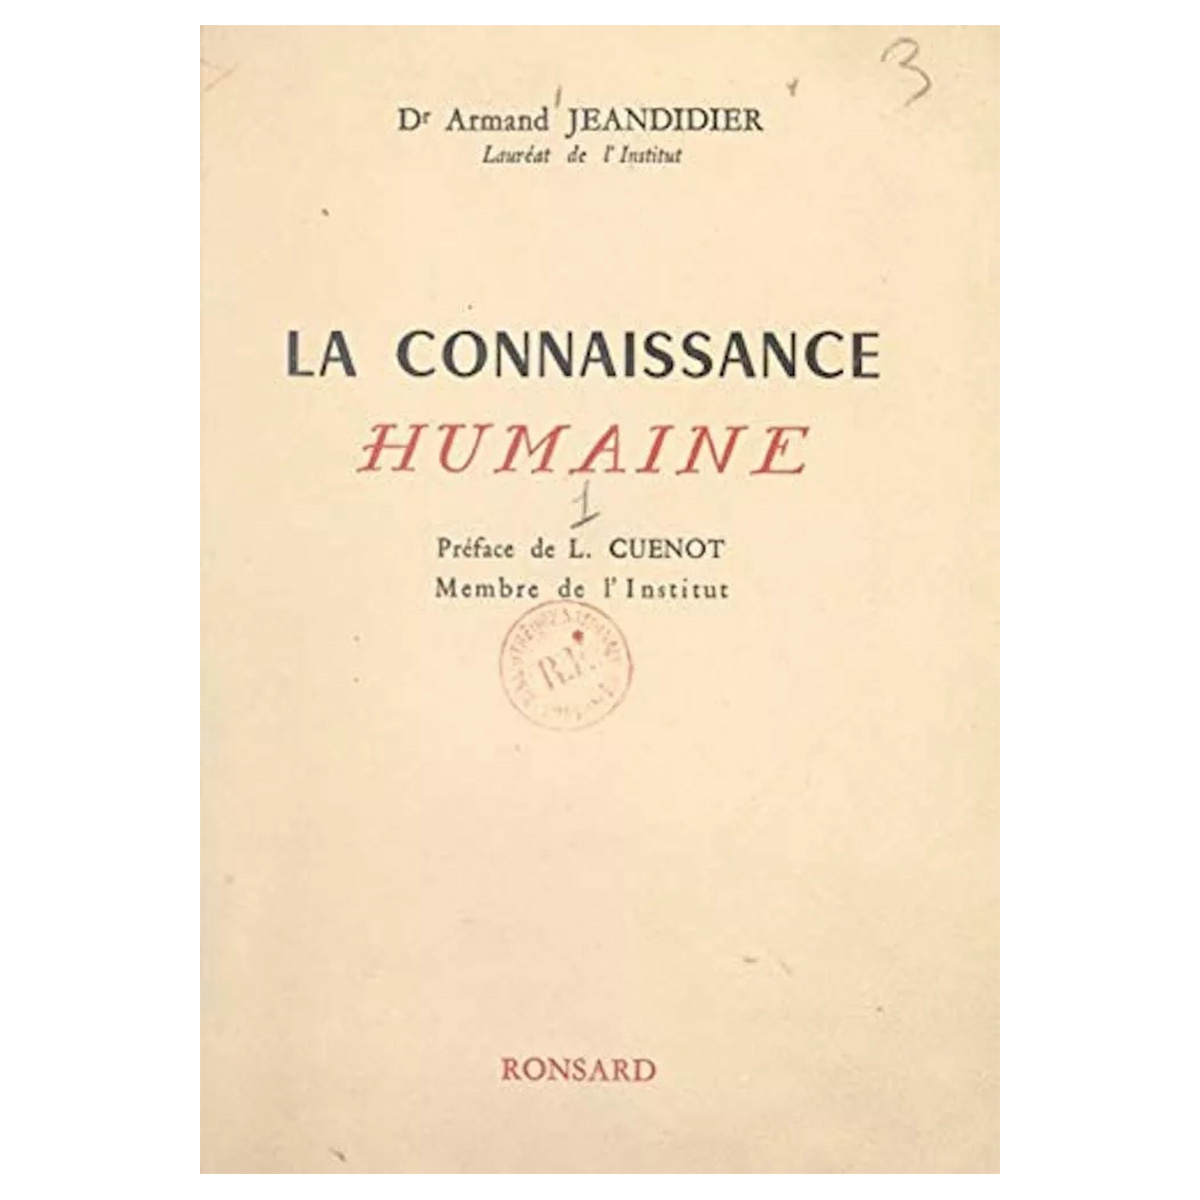 3
Dr Armand JEANDIDIER
Lauréat de l'Institut
LA CONNAISSANCE
HUMAINE
1
Préface de L. CUENOT
Membre de l'Institut
RONSARD